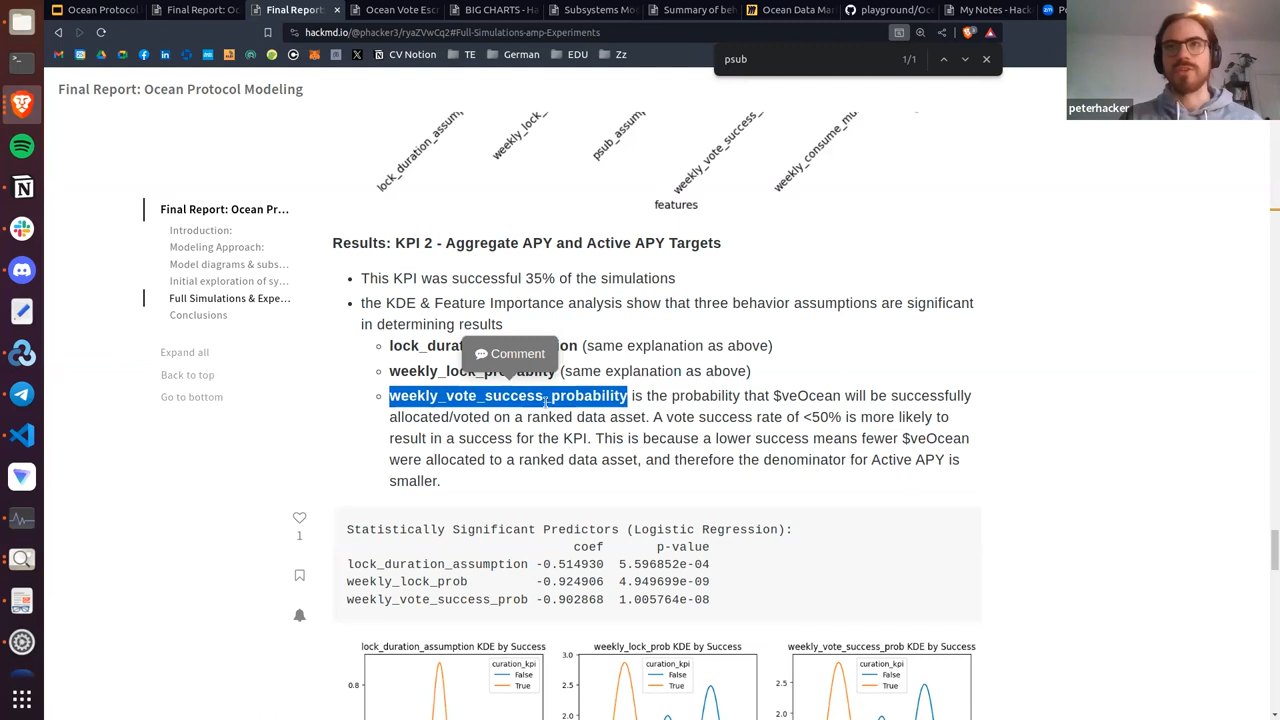 Ocean Protocol
Final Report: Oc
Final Report:
Ocean Vote Esc
BIG CHARTS - Ha
Subsystems Mo
Summary of beh
Ocean Data Mar
playground/Oce
My Notes - Hack
hackmd.io/@phacker3/ryaZVwCq2#Full-Simulations-amp-Experiments
CV Notion
TE
German
EDU
Zz
psub
1/1
peterhacker
Final Report: Ocean Protocol Modeling
lock_duration_assum
weekly_lock_
psub_assum
weekly_vote_success_
weekly_consume_mu
features
Final Report: Ocean Pr...
Introduction:
Modeling Approach:
Model diagrams & subs...
Initial exploration of sy...
Full Simulations & Expe...
Conclusions
Expand all
Back to top
Go to bottom
Results: KPI 2 - Aggregate APY and Active APY Targets
This KPI was successful 35% of the simulations
the KDE & Feature Importance analysis show that three behavior assumptions are significant
in determining results
lock_dura on (same explanation as above)
Comment
weekly_lock_probablity (same explanation as above)
weekly_vote_success_probability is the probability that $veOcean will be successfully
allocated/voted on a ranked data asset. A vote success rate of <50% is more likely to
result in a success for the KPI. This is because a lower success means fewer $veOcean
were allocated to a ranked data asset, and therefore the denominator for Active APY is
smaller.
1
Statistically Significant Predictors (Logistic Regression):
coef p-value
lock_duration_assumption -0.514930 5.596852e-04
weekly_lock_prob -0.924906 4.949699e-09
weekly_vote_success_prob -0.902868 1.005764e-08
lock_duration_assumption KDE by Success
curation_kpi
False
True
0.8
weekly_lock_prob KDE by Success
curation_kpi
False
True
3.0
2.5
2.0
weekly_vote_success_prob KDE by Success
curation_kpi
False
True
2.5
2.0